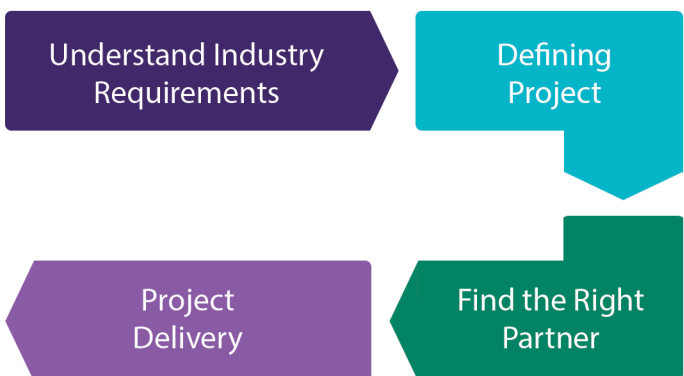 Understand Industry
Requirements
Defining
Project
Find the Right
Partner
Project
Delivery